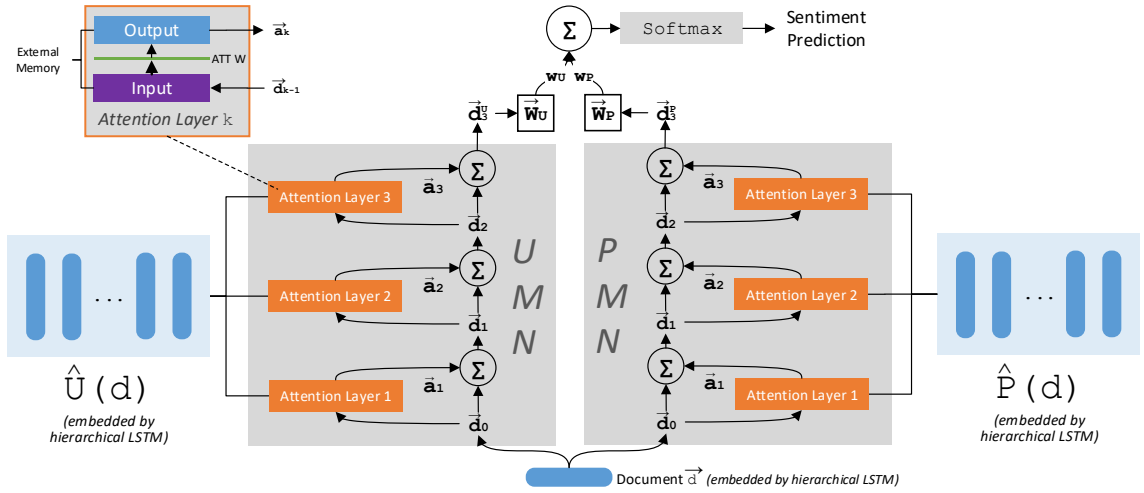 Output
a⃗k
External
Memory
ATT W
Input
d⃗k-1
Attention Layer k
Σ
Softmax
Sentiment
Prediction
wU wP
d⃗3U
W⃗U
W⃗P
d⃗3P
Σ
Σ
Attention Layer 3
a⃗3
a⃗3
Attention Layer 3
d⃗2
d⃗2
UMN
PMN
Σ
Σ
Attention Layer 2
a⃗2
a⃗2
Attention Layer 2
...
...
d⃗1
d⃗1
Σ
Σ
Attention Layer 1
a⃗1
a⃗1
Attention Layer 1
Û(d)
(embedded by
hierarchical LSTM)
P̂(d)
(embedded by
hierarchical LSTM)
d⃗0
d⃗0
Document d⃗ (embedded by hierarchical LSTM)